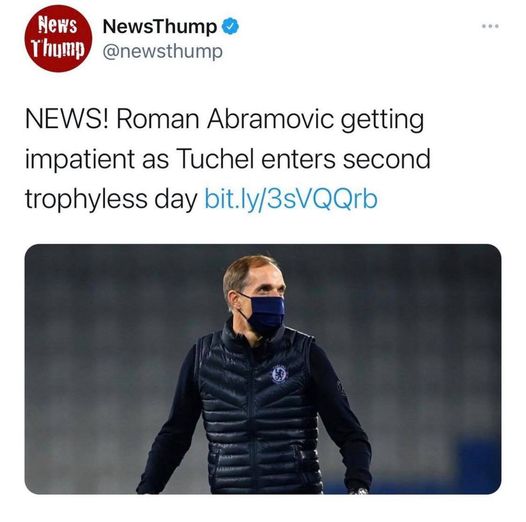 News
Thump
NewsThump
@newsthump
NEWS! Roman Abramovic getting
impatient as Tuchel enters second
trophyless day bit.ly/3sVQQrb